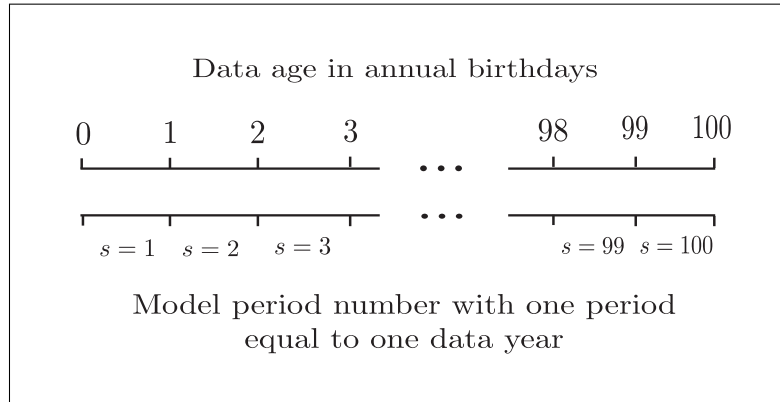 Data age in annual birthdays
0 1 2 3 98 99 100
...
...
s = 1 s = 2 s = 3 s = 99 s = 100
Model period number with one period
equal to one data year